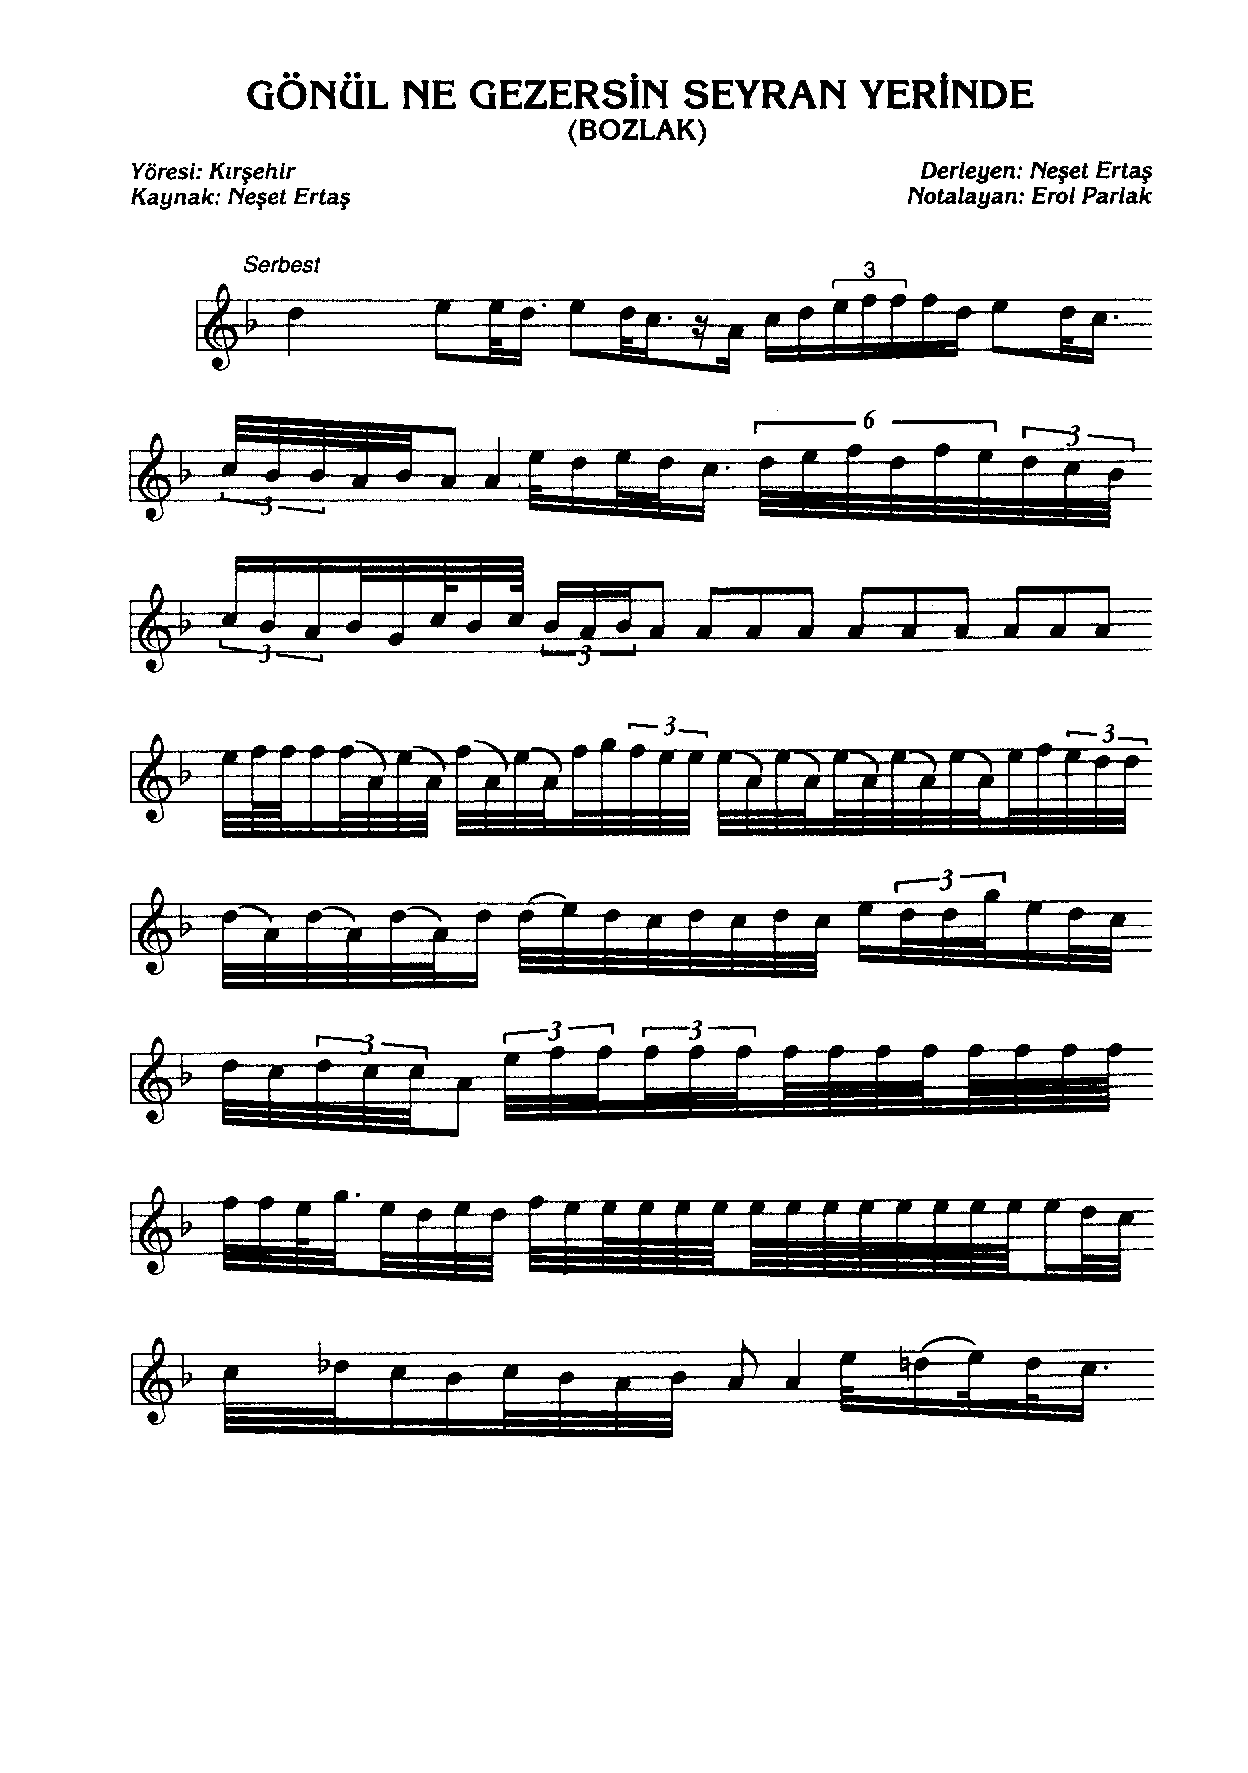 GÖNÜL NE GEZERSİN SEYRAN YERİNDE
(BOZLAK)
Yöresi: Kırşehir
Derleyen: Neşet Ertaş
Kaynak: Neşet Ertaş
Notalayan: Erol Parlak
Serbest
3
6
3
3
3
3
3
3
3
3
3
3